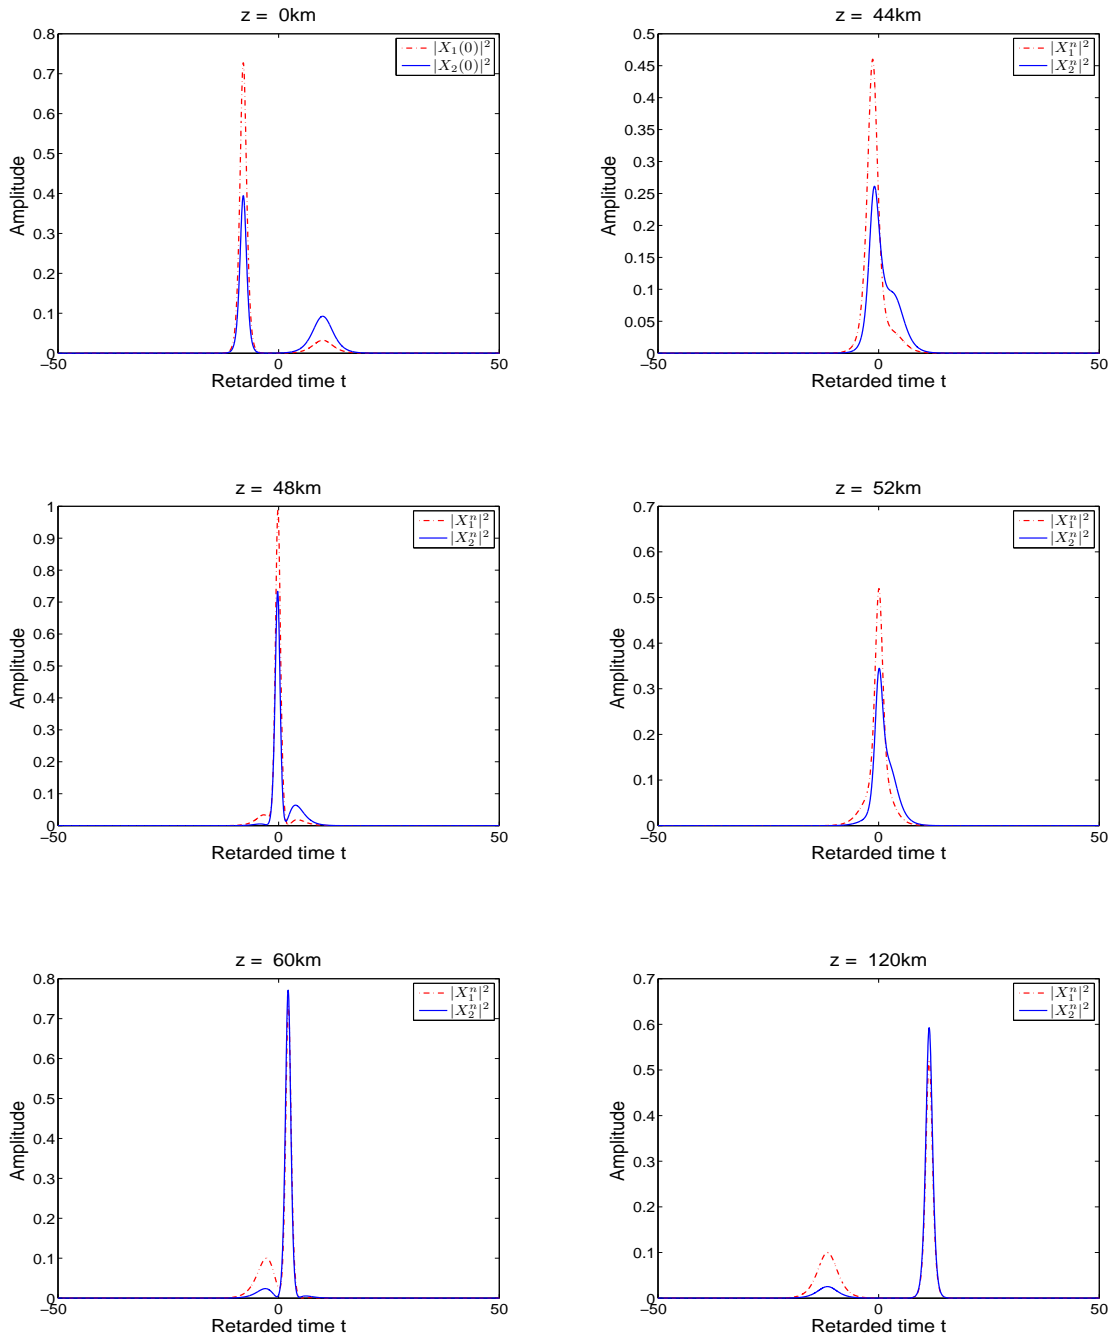 z = 0km
0.8
0.7
0.6
0.5
0.4
0.3
0.2
0.1
0
−50
0
50
Amplitude
Retarded time t
|X₁(0)|²
|X₂(0)|²
z = 44km
0.5
0.45
0.4
0.35
0.3
0.25
0.2
0.15
0.1
0.05
0
−50
0
50
Amplitude
Retarded time t
|X₁ⁿ|²
|X₂ⁿ|²
z = 48km
1
0.9
0.8
0.7
0.6
0.5
0.4
0.3
0.2
0.1
0
−50
0
50
Amplitude
Retarded time t
|X₁ⁿ|²
|X₂ⁿ|²
z = 52km
0.7
0.6
0.5
0.4
0.3
0.2
0.1
0
−50
0
50
Amplitude
Retarded time t
|X₁ⁿ|²
|X₂ⁿ|²
z = 60km
0.8
0.7
0.6
0.5
0.4
0.3
0.2
0.1
0
−50
0
50
Amplitude
Retarded time t
|X₁ⁿ|²
|X₂ⁿ|²
z = 120km
0.7
0.6
0.5
0.4
0.3
0.2
0.1
0
−50
0
50
Amplitude
Retarded time t
|X₁ⁿ|²
|X₂ⁿ|²